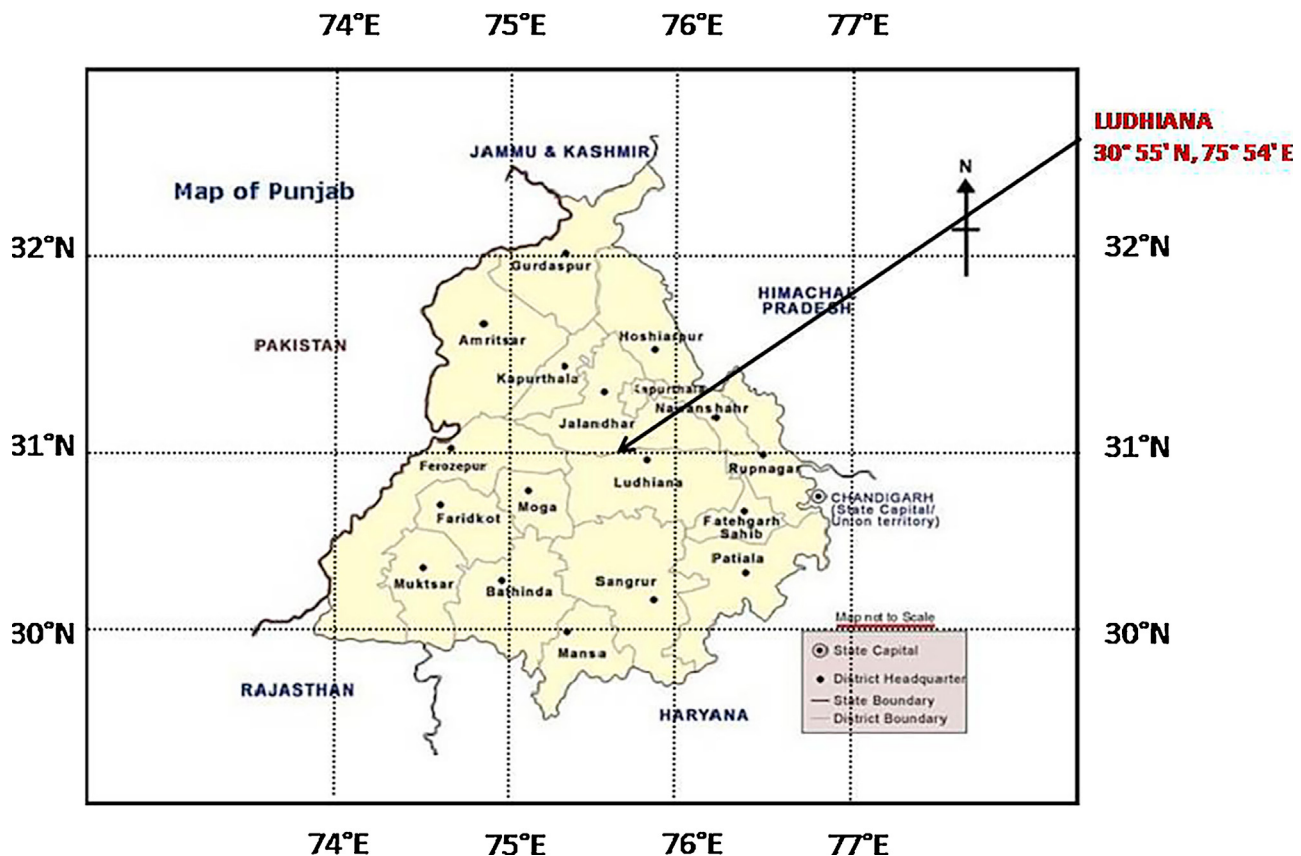 74°E 75°E 76°E 77°E
LUDHIANA
30° 55' N, 75° 54' E
JAMMU & KASHMIR
N
Map of Punjab
32°N 32°N
Gurdaspur
HIMACHAL
PRADESH
Amritsar
Hoshiarpur
PAKISTAN
Kapurthala
Kapurthala
Nawanshahr
Jalandhar
31°N 31°N
Ferozepur
Rupnagar
Ludhiana
CHANDIGARH
(State Capital/
Union territory)
Moga
Faridkot
Fatehgarh
Sahib
Patiala
Muktsar
Bathinda
Sangrur
Map not to Scale
30°N 30°N
Mansa
State Capital
District Headquarter
State Boundary
District Boundary
RAJASTHAN
HARYANA
74°E 75°E 76°E 77°E